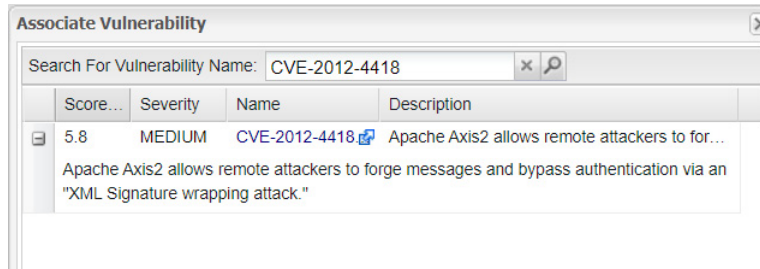 Associate Vulnerability
Search For Vulnerability Name: CVE-2012-4418
Score... Severity Name Description
5.8 MEDIUM CVE-2012-4418 Apache Axis2 allows remote attackers to for...
Apache Axis2 allows remote attackers to forge messages and bypass authentication via an
"XML Signature wrapping attack."